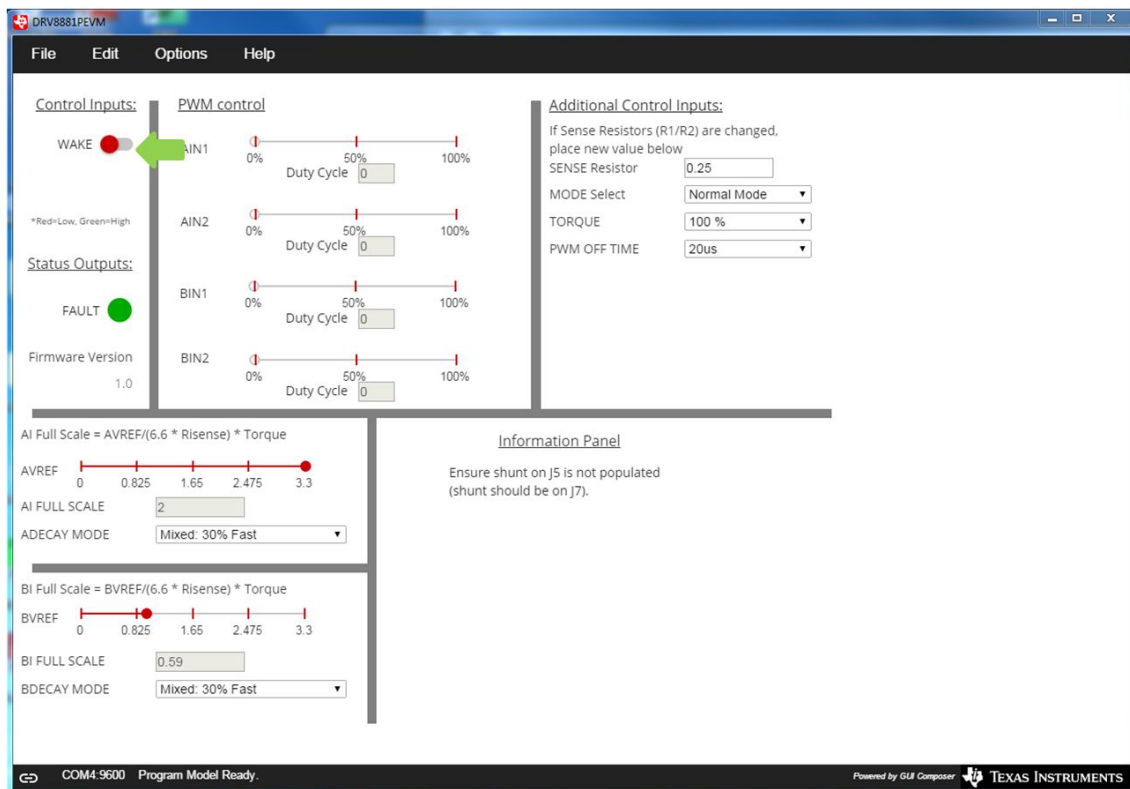 DRV8881PEVM
File Edit Options Help
Control Inputs:
WAKE
*Red=Low, Green=High
Status Outputs:
FAULT
Firmware Version
1.0
PWM control
AIN1
0% 50% 100%
Duty Cycle 0
AIN2
0% 50% 100%
Duty Cycle 0
BIN1
0% 50% 100%
Duty Cycle 0
BIN2
0% 50% 100%
Duty Cycle 0
Additional Control Inputs:
If Sense Resistors (R1/R2) are changed,
place new value below
SENSE Resistor 0.25
MODE Select Normal Mode
TORQUE 100 %
PWM OFF TIME 20us
AI Full Scale = AVREF/(6.6 * Risense) * Torque
AVREF
0 0.825 1.65 2.475 3.3
AI FULL SCALE 2
ADECAY MODE Mixed: 30% Fast
BI Full Scale = BVREF/(6.6 * Risense) * Torque
BVREF
0 0.825 1.65 2.475 3.3
BI FULL SCALE 0.59
BDECAY MODE Mixed: 30% Fast
Information Panel
Ensure shunt on J5 is not populated
(shunt should be on J7).
COM4:9600 Program Model Ready.
Powered by GUI Composer TEXAS INSTRUMENTS